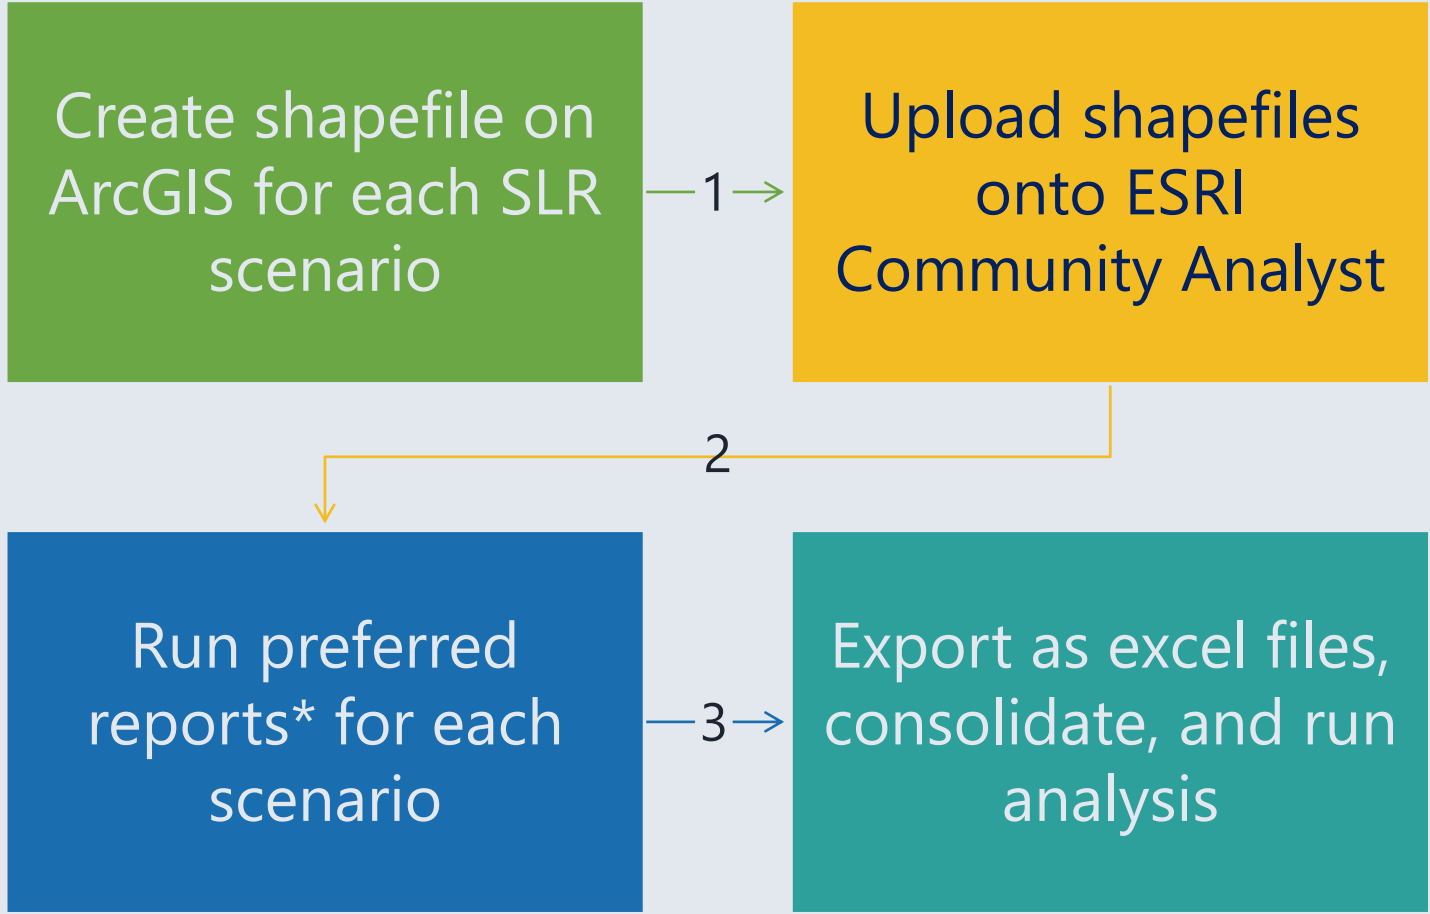 Create shapefile on
ArcGIS for each SLR
scenario
1
Upload shapefiles
onto ESRI
Community Analyst
2
Run preferred
reports* for each
scenario
3
Export as excel files,
consolidate, and run
analysis